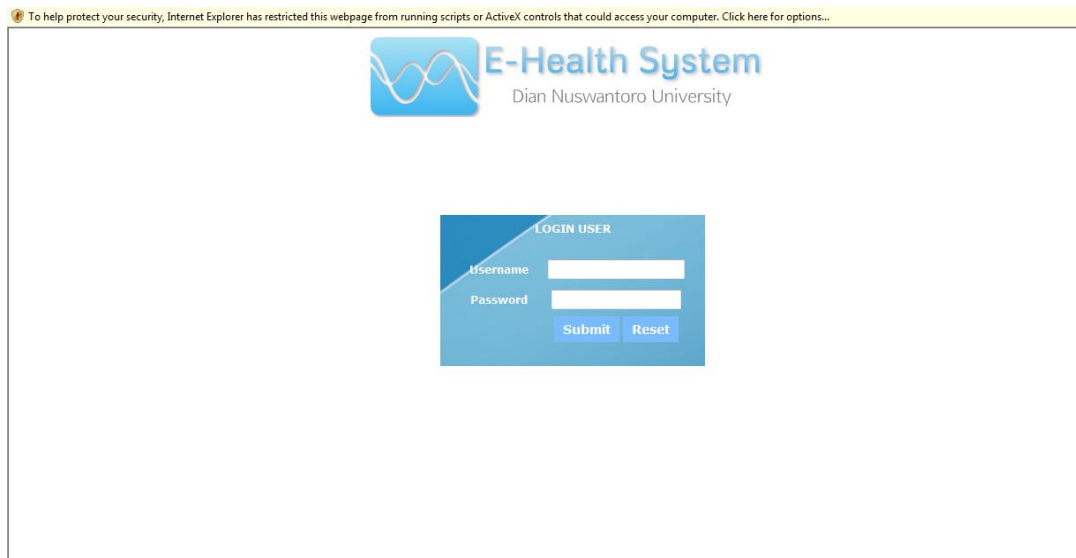 To help protect your security, Internet Explorer has restricted this webpage from running scripts or ActiveX controls that could access your computer. Click here for options...
E-Health System
Dian Nuswantoro University
LOGIN USER
Username
Password
Submit Reset